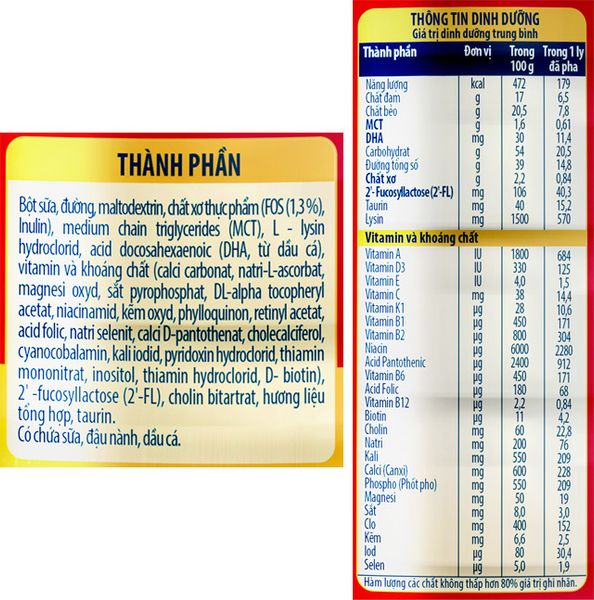 THÀNH PHẦN
Bột sữa, đường, maltodextrin, chất xơ thực phẩm (FOS (1,3%),
Inulin), medium chain triglycerides (MCT), L - lysin
hydroclorid, acid docosahexaenoic (DHA, từ dầu cá),
vitamin và khoáng chất (calci carbonat, natri-L-ascorbat,
magnesi oxyd, sắt pyrophosphat, DL-alpha tocopheryl
acetat, niacinamid, kẽm oxyd, phylloquinon, retinyl acetat,
acid folic, natri selenit, calci D-pantothenat, cholecalciferol,
cyanocobalamin, kali iodid, pyridoxin hydroclorid, thiamin
mononitrat, inositol, thiamin hydroclorid, D- biotin),
2' -fucosyllactose (2'-FL), cholin bitartrat, hương liệu
tổng hợp, taurin.
Có chứa sữa, đậu nành, dầu cá.
THÔNG TIN DINH DƯỠNG
Giá trị dinh dưỡng trung bình
Thành phần Đơn vị Trong 100 g Trong 1 ly đã pha
Năng lượng kcal 472 179
Chất đạm g 17 6,5
Chất béo g 20,5 7,8
MCT g 1,6 0,61
DHA mg 30 11,4
Carbohydrat g 54 20,5
Đường tổng số g 39 14,8
Chất xơ g 2,2 0,84
2'- Fucosyllactose (2'-FL) mg 106 40,3
Taurin mg 40 15,2
Lysin mg 1500 570
Vitamin và khoáng chất
Vitamin A IU 1800 684
Vitamin D3 IU 330 125
Vitamin E IU 4,0 1,5
Vitamin C mg 38 14,4
Vitamin K1 µg 28 10,6
Vitamin B1 µg 450 171
Vitamin B2 µg 800 304
Niacin µg 6000 2280
Acid Pantothenic µg 2400 912
Vitamin B6 µg 450 171
Acid Folic µg 180 68
Vitamin B12 µg 2,2 0,84
Biotin µg 11 4,2
Cholin mg 60 22,8
Natri mg 200 76
Kali mg 550 209
Calci (Canxi) mg 600 228
Phospho (Phốt pho) mg 550 209
Magnesi mg 50 19
Sắt mg 8,0 3,0
Clo mg 400 152
Kẽm mg 6,6 2,5
Iod µg 80 30,4
Selen µg 5,0 1,9
Hàm lượng các chất không thấp hơn 80% giá trị ghi nhãn.